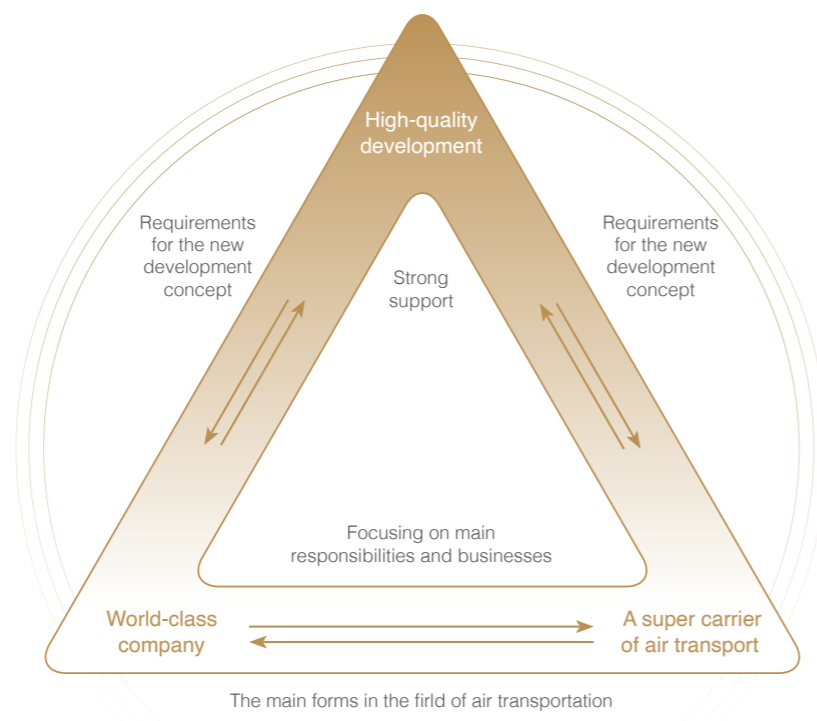 High-quality
development
Requirements
for the new
development
concept
Requirements
for the new
development
concept
Strong
support
Focusing on main
responsibilities and businesses
World-class
company
A super carrier
of air transport
The main forms in the firld of air transportation